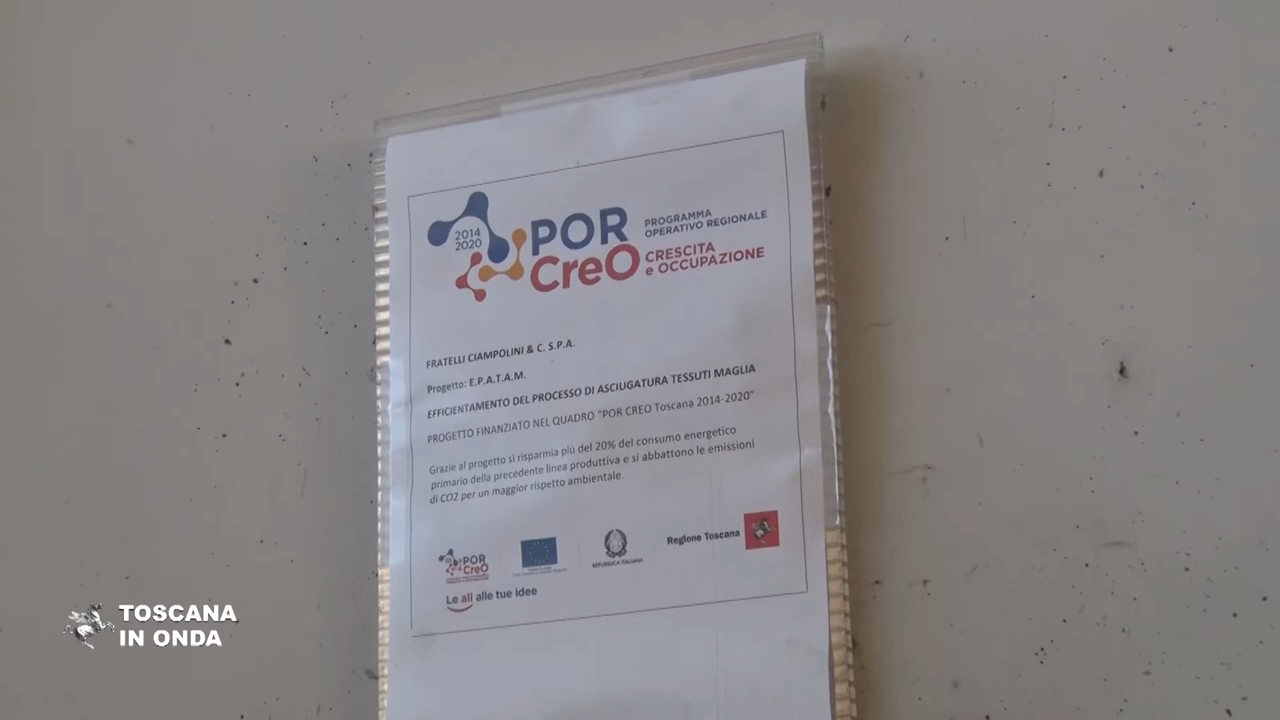 2014
2020
POR
CreO
PROGRAMMA
OPERATIVO REGIONALE
CRESCITA
e OCCUPAZIONE
FRATELLI CIAMPOLINI & C. S.P.A.
Progetto: E.P.A.T.A.M.
EFFICIENTAMENTO DEL PROCESSO DI ASCIUGATURA TESSUTI MAGLIA
PROGETTO FINANZIATO NEL QUADRO "POR CREO Toscana 2014-2020"
Grazie al progetto si risparmia più del 20% del consumo energetico
primario della precedente linea produttiva e si abbattono le emissioni
di CO2 per un maggior rispetto ambientale.
POR
CreO
REPUBBLICA ITALIANA
Regione Toscana
Le ali alle tue idee
TOSCANA
IN ONDA